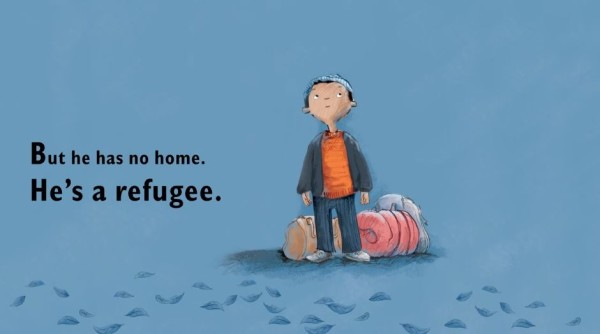 But he has no home.
He's a refugee.